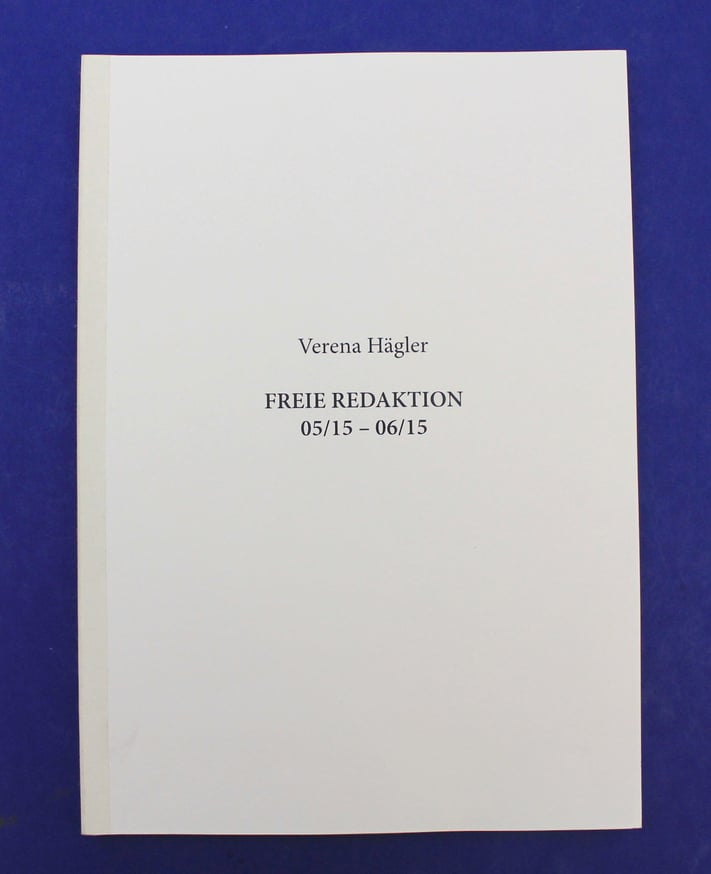 Verena Hägler
FREIE REDAKTION
05/15 – 06/15